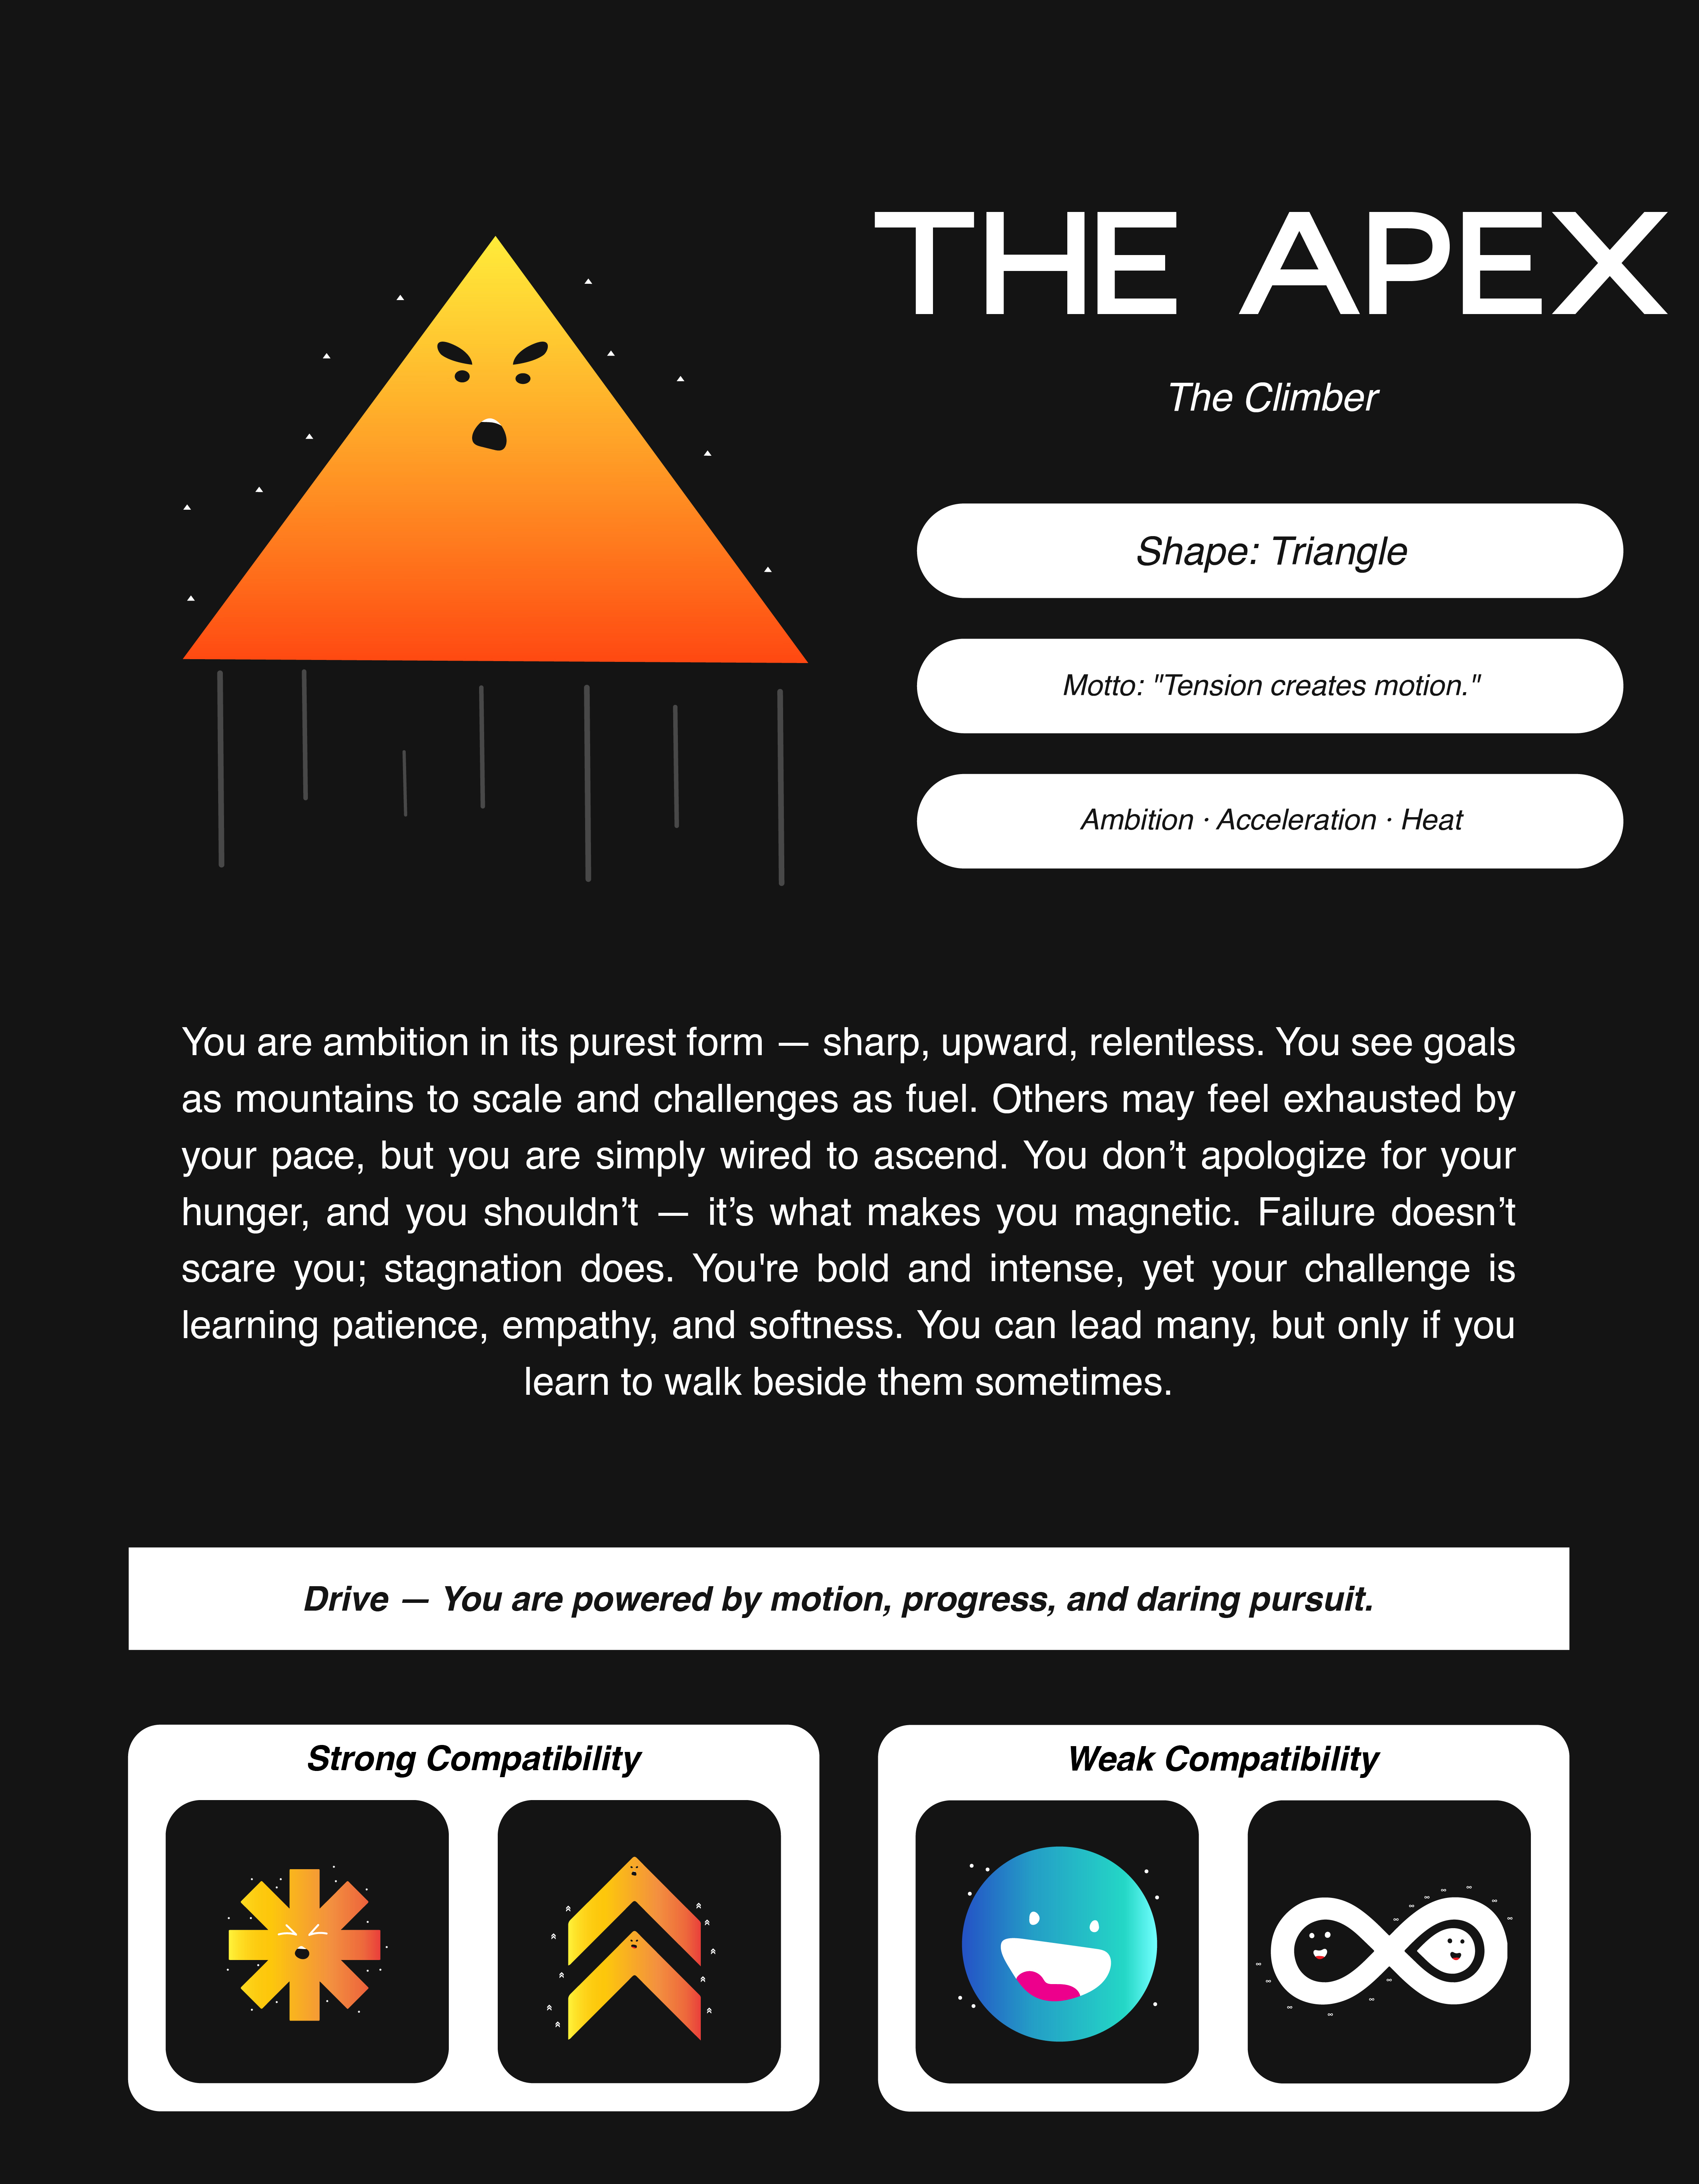 THE APEX
The Climber
Shape: Triangle
Motto: "Tension creates motion."
Ambition · Acceleration · Heat
You are ambition in its purest form — sharp, upward, relentless. You see goals
as mountains to scale and challenges as fuel. Others may feel exhausted by
your pace, but you are simply wired to ascend. You don’t apologize for your
hunger, and you shouldn’t — it’s what makes you magnetic. Failure doesn’t
scare you; stagnation does. You're bold and intense, yet your challenge is
learning patience, empathy, and softness. You can lead many, but only if you
learn to walk beside them sometimes.
Drive — You are powered by motion, progress, and daring pursuit.
Strong Compatibility
Weak Compatibility